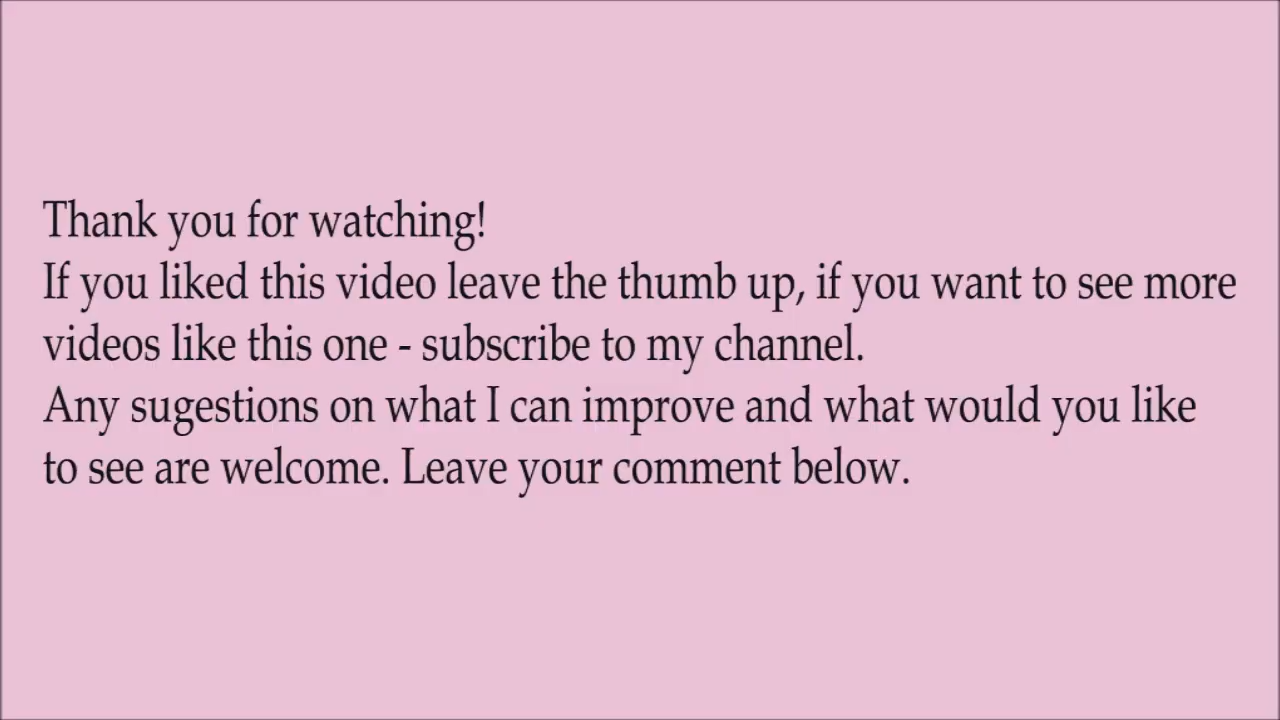 Thank you for watching!
If you liked this video leave the thumb up, if you want to see more
videos like this one - subscribe to my channel.
Any sugestions on what I can improve and what would you like
to see are welcome. Leave your comment below.